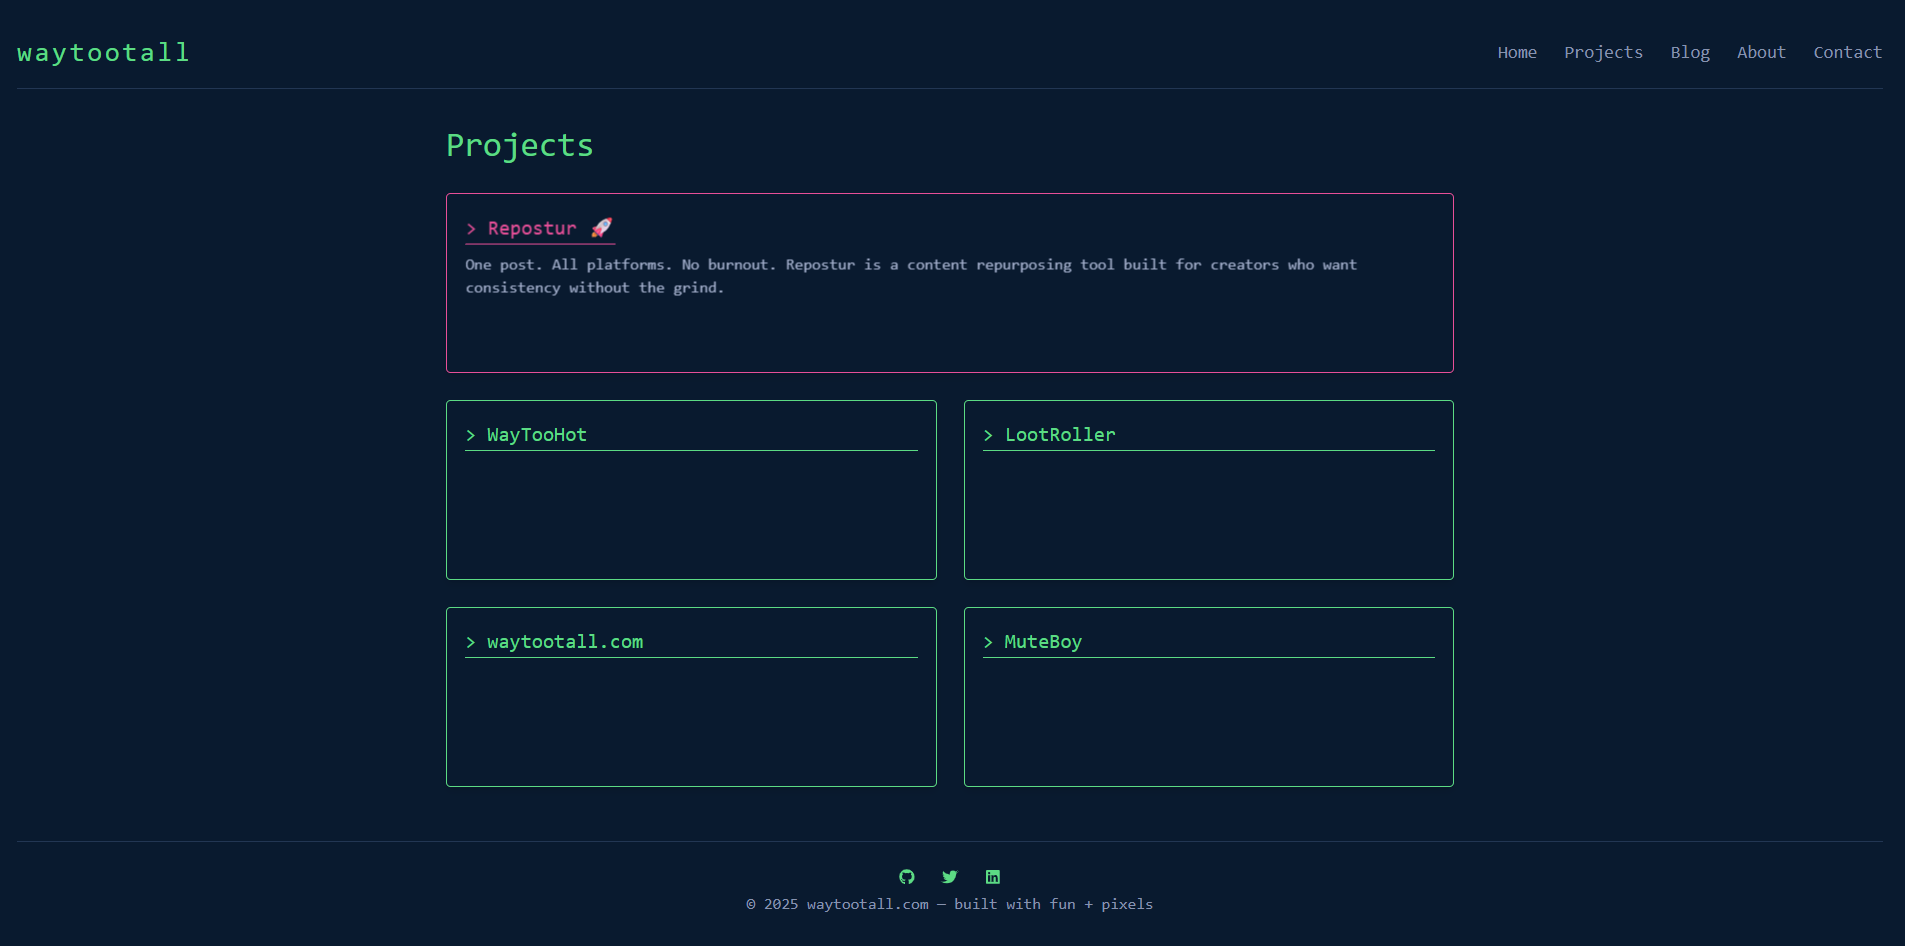 waytootall
Home Projects Blog About Contact
Projects
> Repostur 🚀
One post. All platforms. No burnout. Repostur is a content repurposing tool built for creators who want
consistency without the grind.
> WayTooHot
> LootRoller
> waytootall.com
> MuteBoy
© 2025 waytootall.com — built with fun + pixels